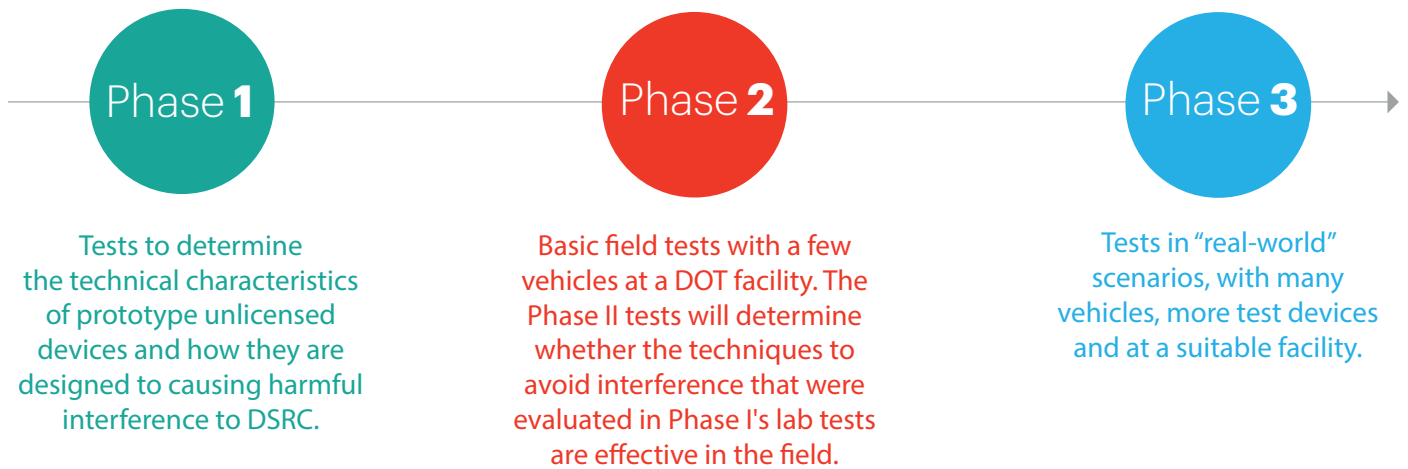 Phase 1
Tests to determine
the technical characteristics
of prototype unlicensed
devices and how they are
designed to causing harmful
interference to DSRC.
Phase 2
Basic field tests with a few
vehicles at a DOT facility. The
Phase II tests will determine
whether the techniques to
avoid interference that were
evaluated in Phase I's lab tests
are effective in the field.
Phase 3
Tests in “real-world”
scenarios, with many
vehicles, more test devices
and at a suitable facility.